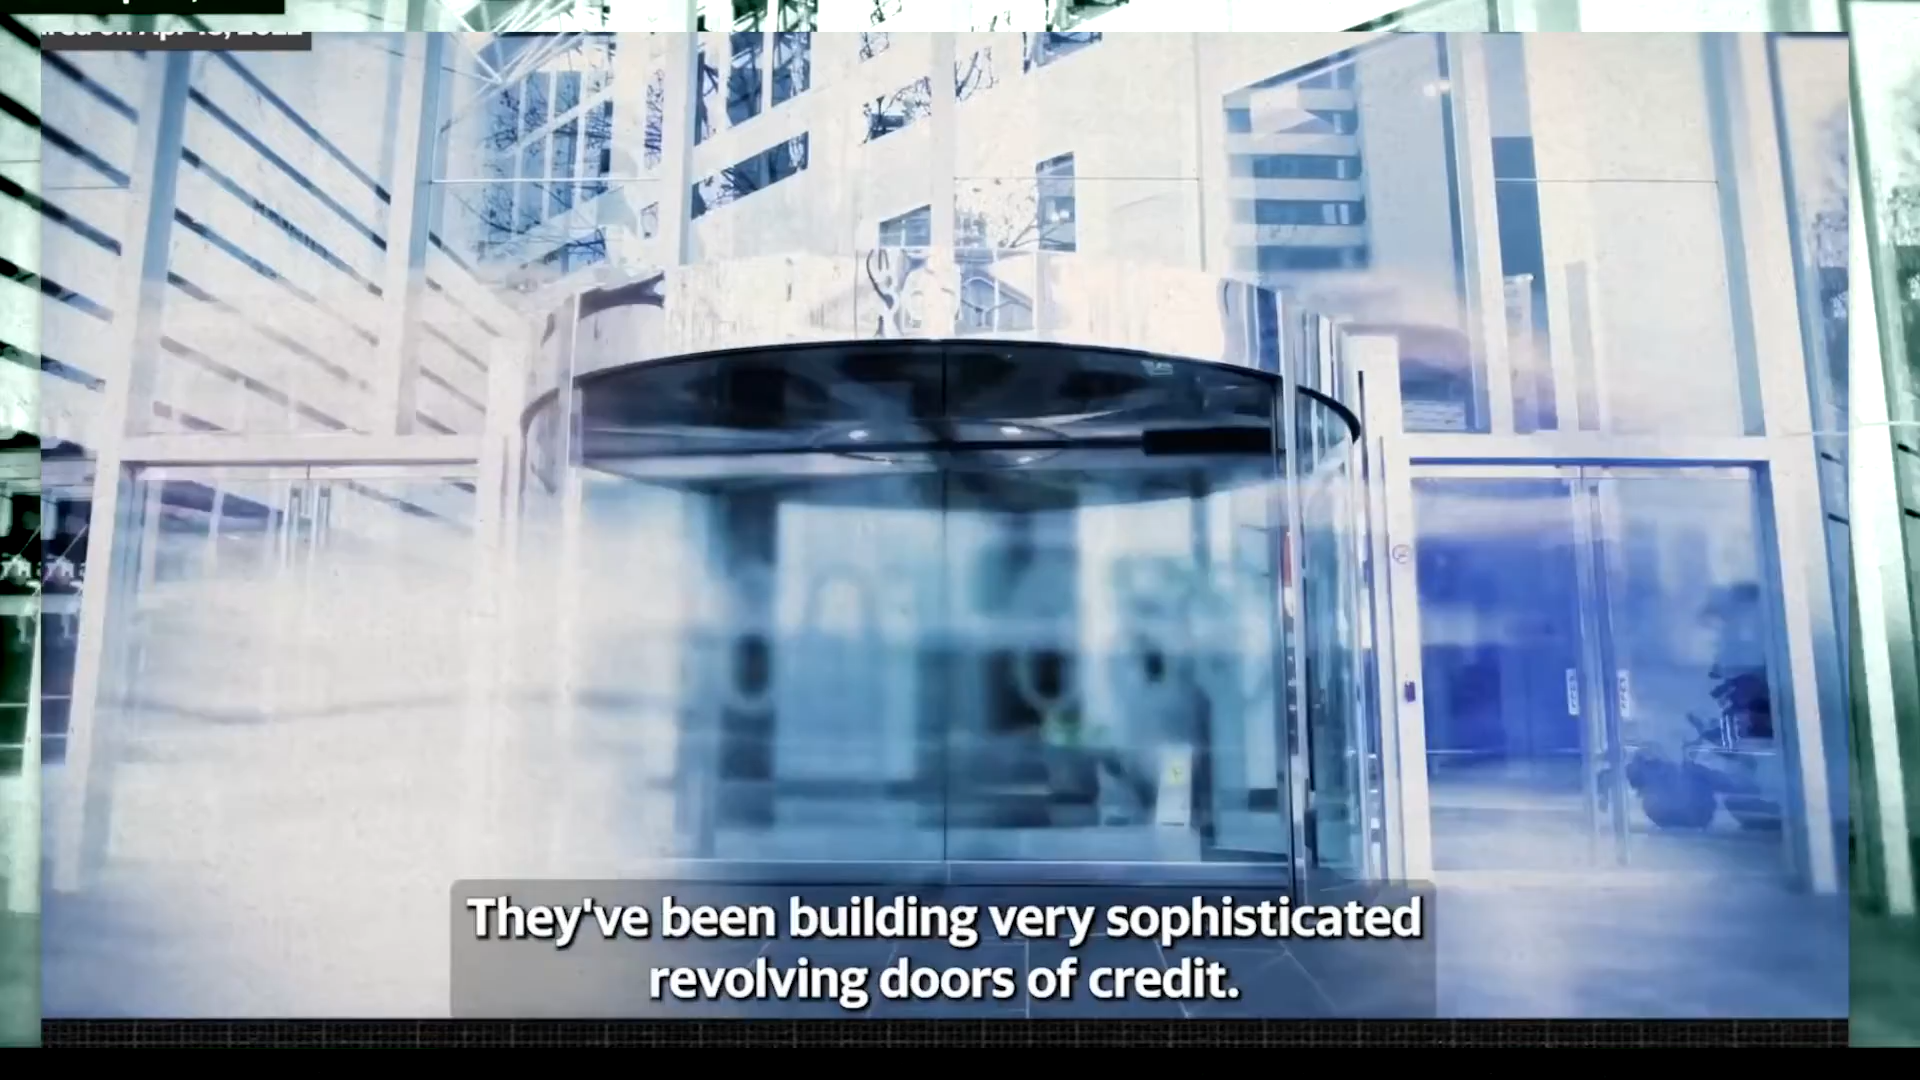 They've been building very sophisticated
revolving doors of credit.